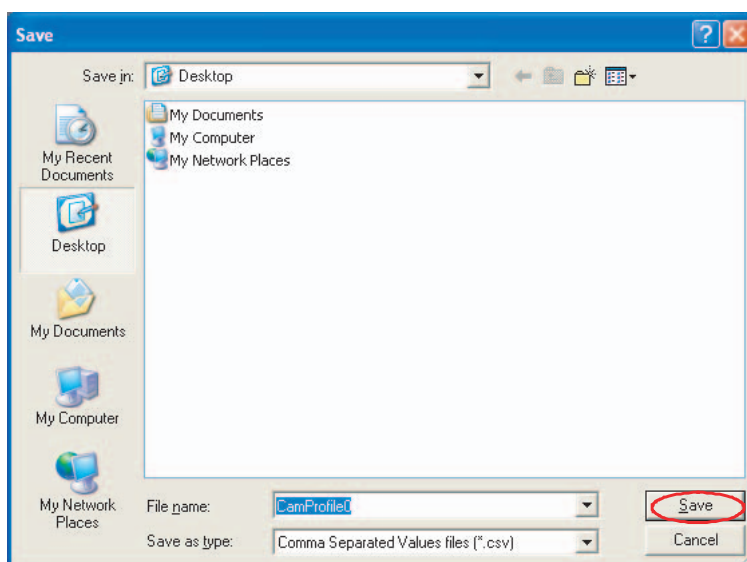 Save
Save in: Desktop
My Recent
Documents
Desktop
My Documents
My Computer
My Network
Places
My Documents
My Computer
My Network Places
File name: CamProfile0
Save
Save as type: Comma Separated Values files (*.csv)
Cancel